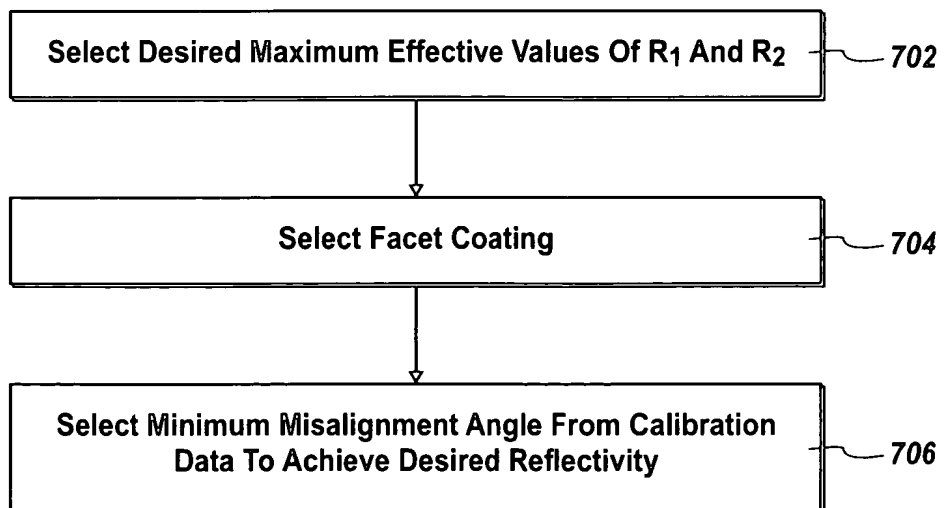 Select Desired Maximum Effective Values Of R₁ And R₂
702
Select Facet Coating
704
Select Minimum Misalignment Angle From Calibration
Data To Achieve Desired Reflectivity
706